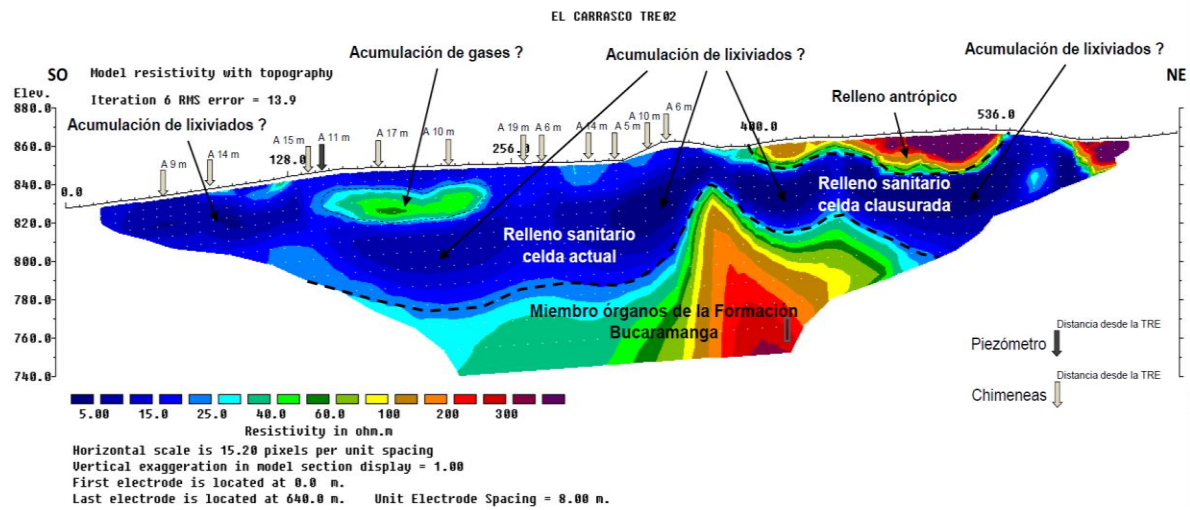 EL CARRASCO TRE02
Acumulación de gases ?
Acumulación de lixiviados ?
Acumulación de lixiviados ?
SO
Model resistivity with topography
NE
Elev.
Iteration 6 RMS error = 13.9
Relleno antrópico
880.0
Acumulación de lixiviados ?
A 9 m
A 14 m
A 15 m
A 11 m
A 17 m
A 10 m
A 19 m
A 6 m
A 14 m
A 5 m
A 10 m
A 6 m
0.0
128.0
256.0
400.0
536.0
860.0
840.0
820.0
800.0
780.0
760.0
740.0
Relleno sanitario
celda actual
Relleno sanitario
celda clausurada
Miembro órganos de la Formación
Bucaramanga
Distancia desde la TRE
Piezómetro
Distancia desde la TRE
Chimeneas
5.00 15.0 25.0 40.0 60.0 100 200 300
Resistivity in ohm.m
Horizontal scale is 15.20 pixels per unit spacing
Vertical exaggeration in model section display = 1.00
First electrode is located at 0.0 m.
Last electrode is located at 640.0 m. Unit Electrode Spacing = 8.00 m.